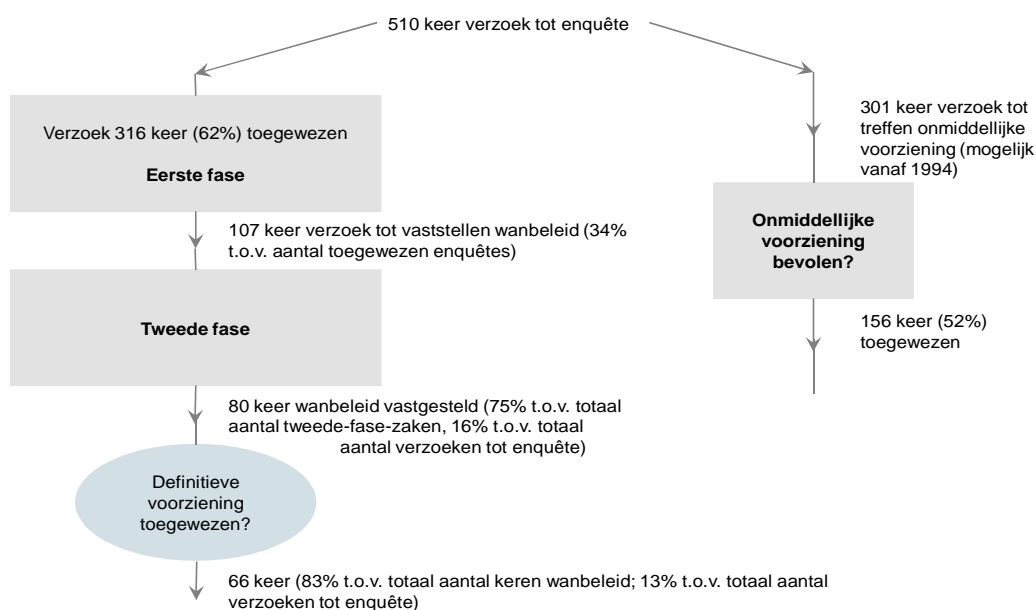 510 keer verzoek tot enquête
Verzoek 316 keer (62%) toegewezen
Eerste fase
107 keer verzoek tot vaststellen wanbeleid (34%
t.o.v. aantal toegewezen enquêtes)
Tweede fase
80 keer wanbeleid vastgesteld (75% t.o.v. totaal
aantal tweede-fase-zaken, 16% t.o.v. totaal
aantal verzoeken tot enquête)
Definitieve
voorziening
toegewezen?
66 keer (83% t.o.v. totaal aantal keren wanbeleid; 13% t.o.v. totaal aantal
verzoeken tot enquête)
301 keer verzoek tot
treffen onmiddellijke
voorziening (mogelijk
vanaf 1994)
Onmiddellijke
voorziening
bevolen?
156 keer (52%)
toegewezen